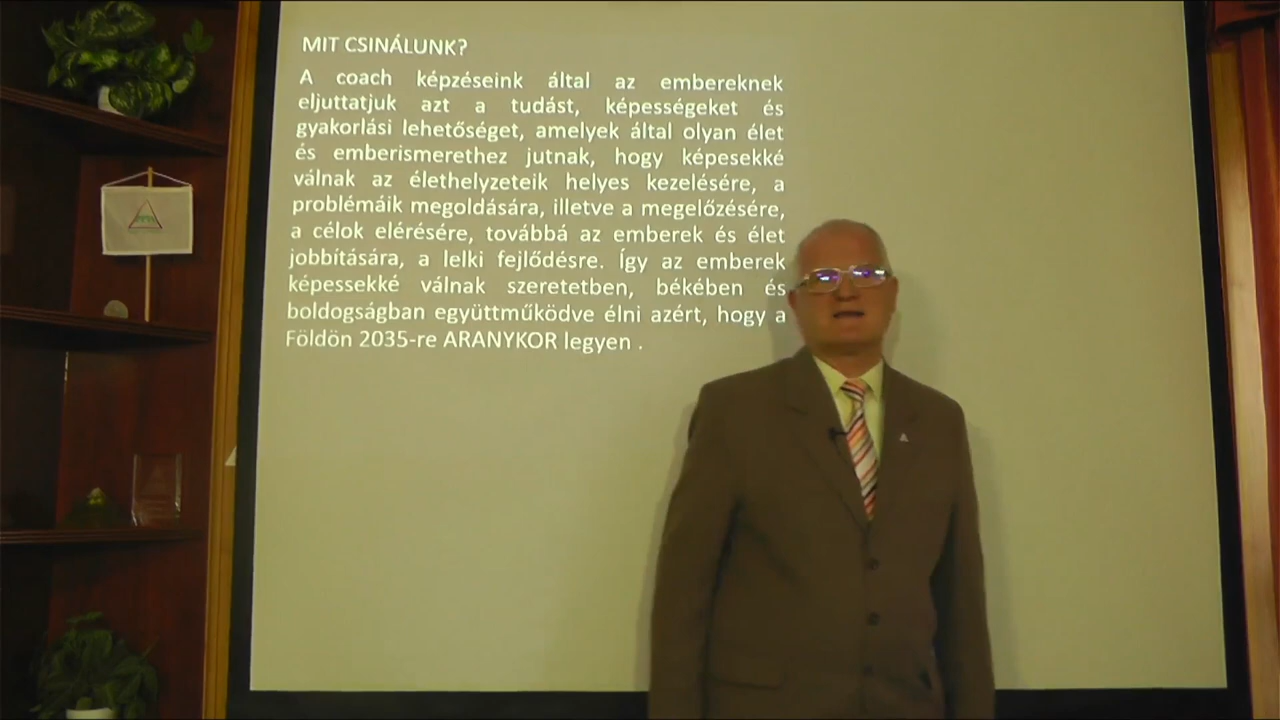 MIT CSINÁLUNK?
A coach képzéseink által az embereknek
eljuttatjuk azt a tudást, képességeket és
gyakorlási lehetőséget, amelyek által olyan élet
és emberismerethez jutnak, hogy képesekké
válnak az élethelyzeteik helyes kezelésére, a
problémáik megoldására, illetve a megelőzésére,
a célok elérésére, továbbá az emberek és élet
jobbítására, a lelki fejlődésre. Így az emberek
képessekké válnak szeretetben, békében és
boldogságban együttműködve élni azért, hogy a
Földön 2035-re ARANYKOR legyen .